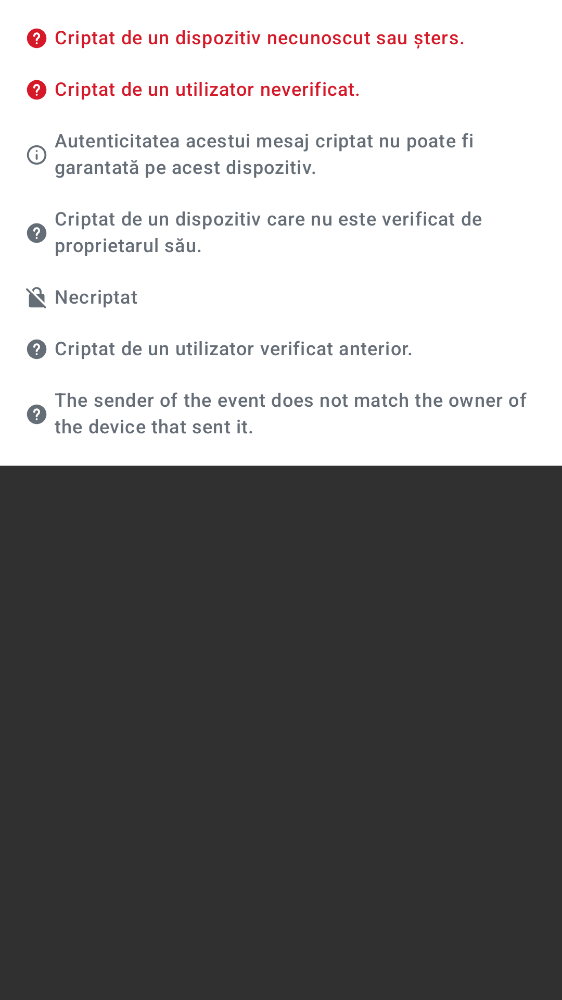 Criptat de un dispozitiv necunoscut sau șters.
Criptat de un utilizator neverificat.
Autenticitatea acestui mesaj criptat nu poate fi
garantată pe acest dispozitiv.
Criptat de un dispozitiv care nu este verificat de
proprietarul său.
Necriptat
Criptat de un utilizator verificat anterior.
The sender of the event does not match the owner of
the device that sent it.